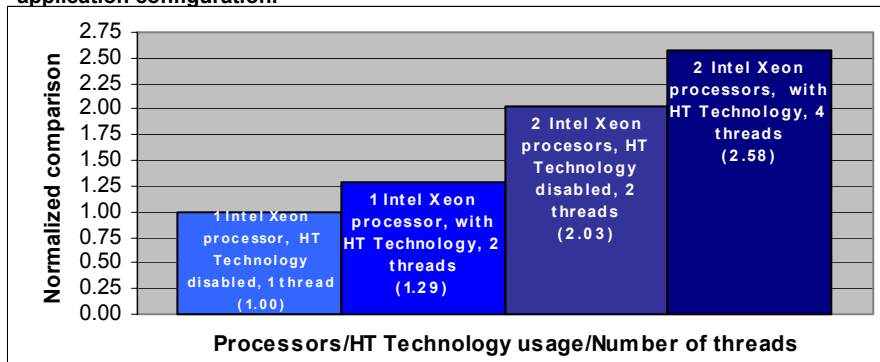 application configuration.
2.75
2.50
2.25
2.00
1.75
1.50
1.25
1.00
0.75
0.50
0.25
0.00
Normalized comparison
1 Intel Xeon
processor, HT
Technology
disabled, 1 thread
(1.00)
1 Intel Xeon
processor, with
HT Technology, 2
threads
(1.29)
2 Intel Xeon
procesors, HT
Technology
disabled, 2
threads
(2.03)
2 Intel Xeon
processors, with
HT Technology, 4
threads
(2.58)
Processors/HT Technology usage/Number of threads